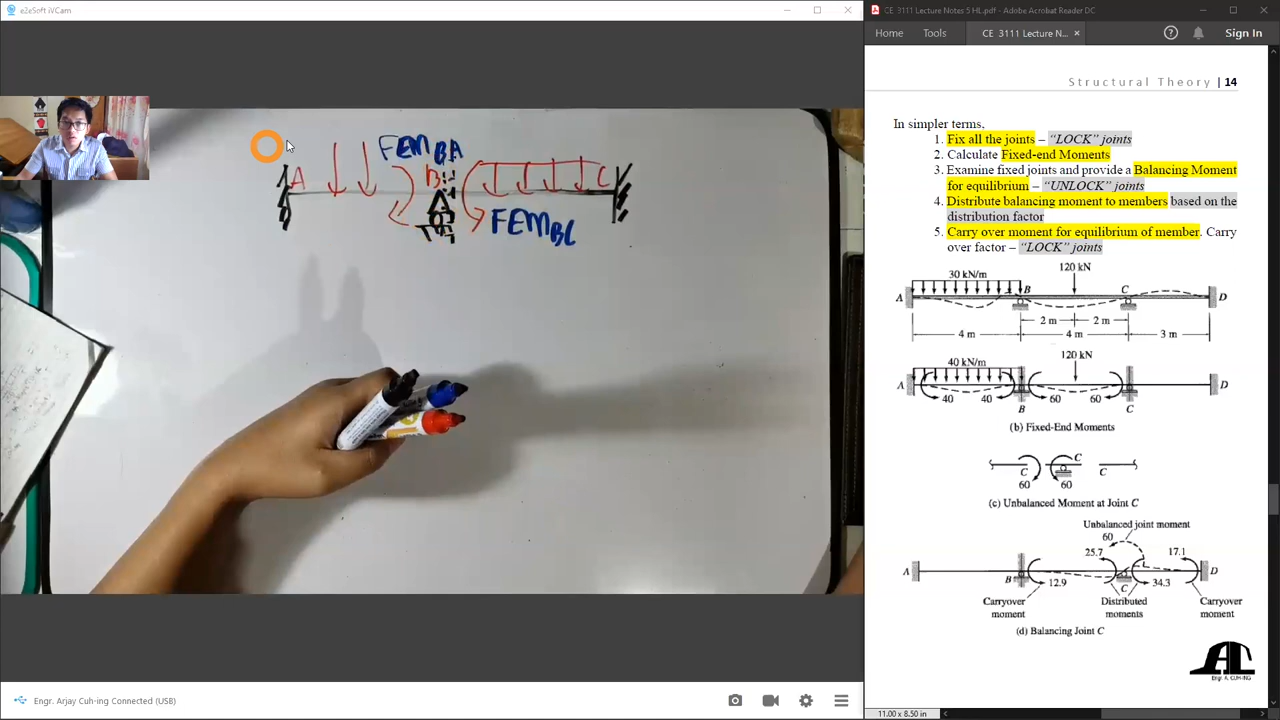 e2eSoft iVCam
CE 3111 Lecture Notes 5 HL.pdf - Adobe Acrobat Reader DC
Home Tools CE 3111 Lecture N... × Sign In
FEMBA
A B C
FEMBC
Structural Theory | 14
In simpler terms,
1. Fix all the joints – “LOCK” joints
2. Calculate Fixed-end Moments
3. Examine fixed joints and provide a Balancing Moment
for equilibrium – “UNLOCK” joints
4. Distribute balancing moment to members based on the
distribution factor
5. Carry over moment for equilibrium of member. Carry
over factor – “LOCK” joints
30 kN/m 120 kN
A B C D
2 m 2 m
4 m 4 m 3 m
40 kN/m 120 kN
A D
40 40 60 60
B C
(b) Fixed-End Moments
C C C
60 60
(c) Unbalanced Moment at Joint C
Unbalanced joint moment
60
25.7 17.1
A B C D
12.9 34.3
Carryover moment
Distributed moments
Carryover moment
(d) Balancing Joint C
AC
Engr. A. CUH-ING
Engr. Arjay Cuh-ing Connected (USB)
11.00 x 8.50 in